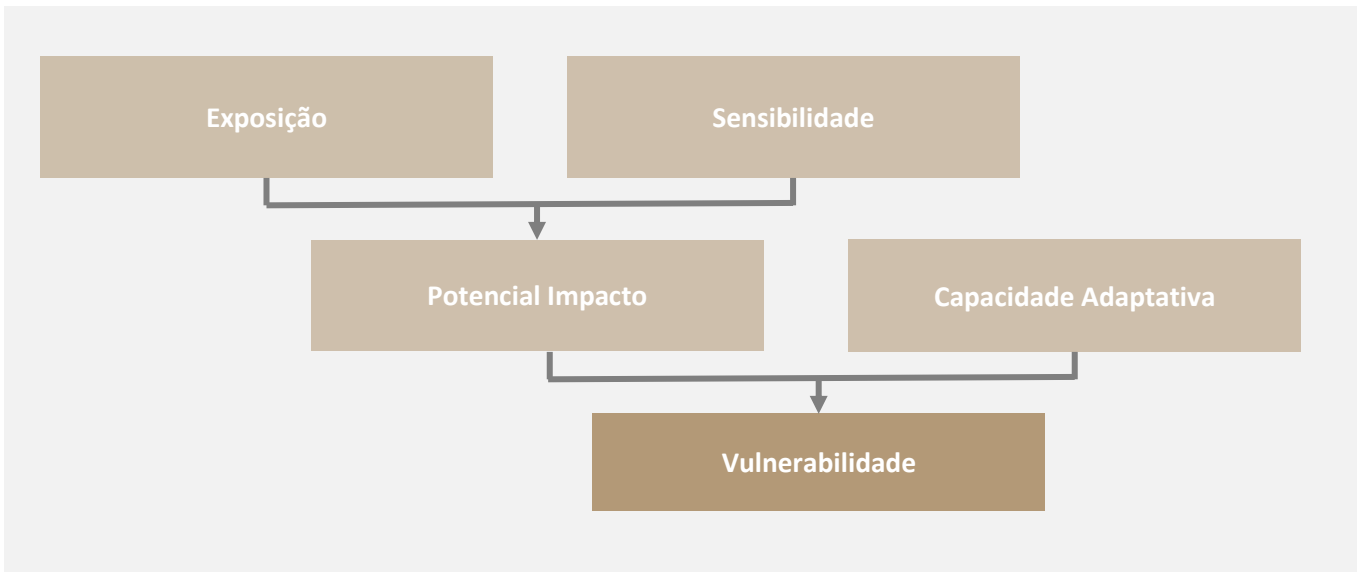 Exposição
Sensibilidade
Potencial Impacto
Capacidade Adaptativa
Vulnerabilidade